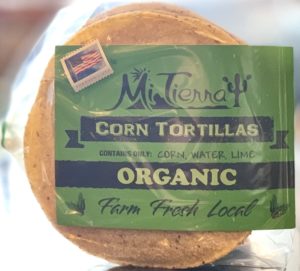 Mi Tierra
CORN TORTILLAS
CONTAINS ONLY: CORN, WATER, LIME
ORGANIC
Farm Fresh Local